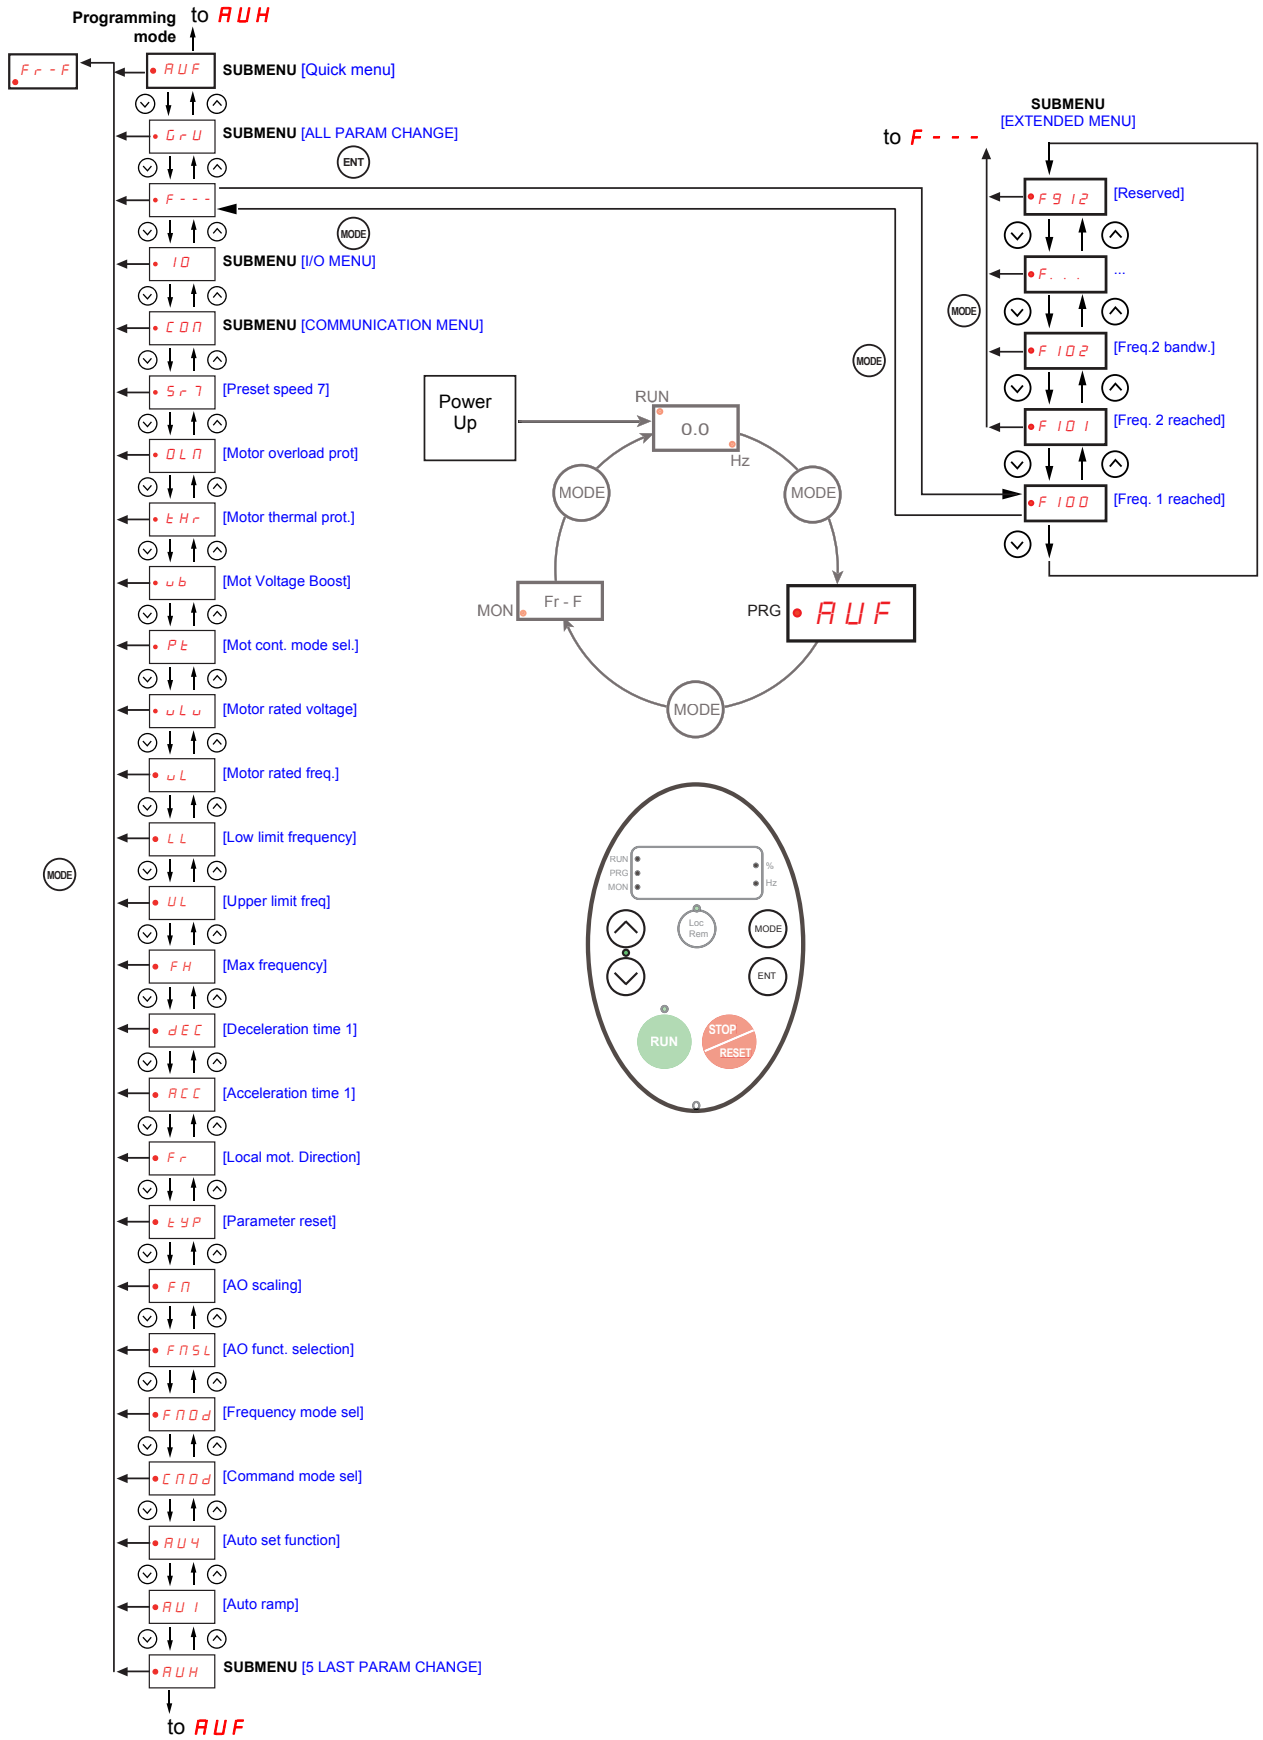 Programming mode
to AUH
Fr-F
AUF SUBMENU [Quick menu]
GrU SUBMENU [ALL PARAM CHANGE]
ENT
F---
MODE
IO SUBMENU [I/O MENU]
CON SUBMENU [COMMUNICATION MENU]
Sr7 [Preset speed 7]
OLN [Motor overload prot]
tHr [Motor thermal prot.]
ub [Mot Voltage Boost]
Pt [Mot cont. mode sel.]
uLu [Motor rated voltage]
uL [Motor rated freq.]
LL [Low limit frequency]
MODE
UL [Upper limit freq]
FH [Max frequency]
dEC [Deceleration time 1]
ACC [Acceleration time 1]
Fr [Local mot. Direction]
tYP [Parameter reset]
FN [AO scaling]
FNSL [AO funct. selection]
FNOd [Frequency mode sel]
CNOd [Command mode sel]
AU4 [Auto set function]
AU1 [Auto ramp]
AUH SUBMENU [5 LAST PARAM CHANGE]
to AUF
SUBMENU
[EXTENDED MENU]
to F---
F912 [Reserved]
F... ...
MODE
F102 [Freq.2 bandw.]
F101 [Freq. 2 reached]
F100 [Freq. 1 reached]
MODE
Power
Up
RUN
0.0
Hz
MODE
MODE
MON
Fr - F
PRG
AUF
MODE
RUN
PRG
MON
%
Hz
Loc
Rem
MODE
ENT
RUN
STOP
RESET